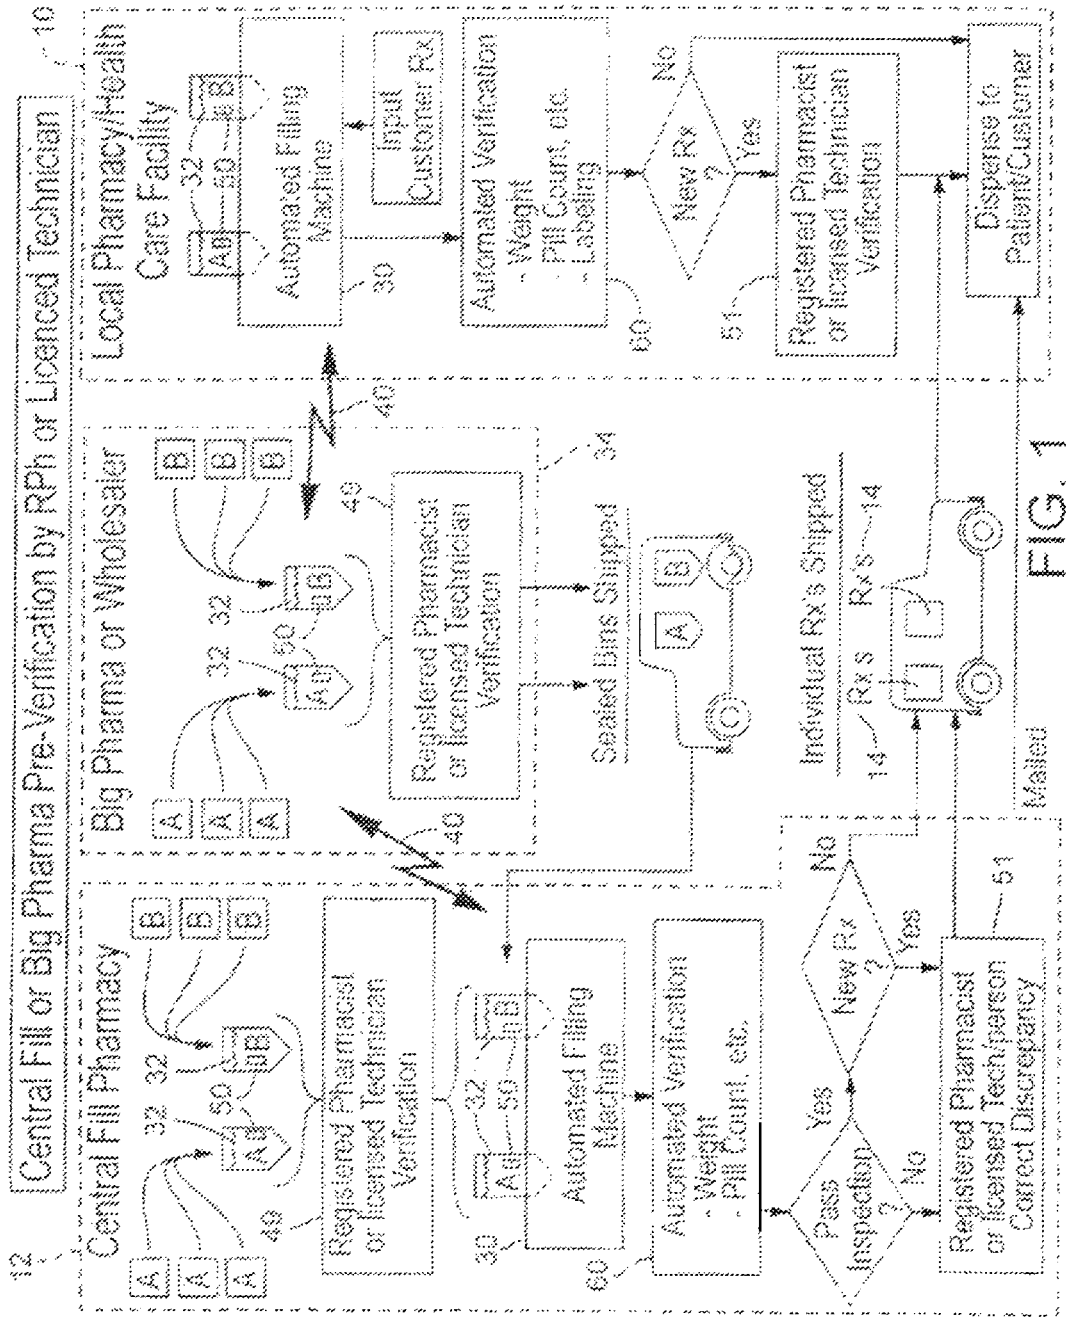 Central Fill or Big Pharma Pre-Verification by RPh or Licenced Technician
12
Central Fill Pharmacy
A
A
A
B
B
B
32
32
50
A
B
49
Registered Pharmacist
or licensed Technician
Verification
32
50
A
B
30
Automated Filling
Machine
60
Automated Verification
- Weight
- Pill Count, etc.
Pass
Inspection
?
Yes
No
New Rx
?
No
Yes
Registered Pharmacist
or licensed Tech/person
Correct Discrepancy
51
Big Pharma or Wholesaler
A
A
A
B
B
B
32
32
50
A
B
49
Registered Pharmacist
or licensed Technician
Verification
34
40
40
Sealed Bins Shipped
A
B
Individual Rx's Shipped
14
Rx's
Rx's
14
Mailed
10
Local Pharmacy/Health
Care Facility
32
50
A
B
Automated Filling
Machine
30
Input
Customer Rx
Automated Verification
- Weight
- Pill Count, etc.
- Labeling
60
New Rx
?
No
Yes
51
Registered Pharmacist
or licensed Technician
Verification
Dispense to
Patient/Customer
FIG. 1